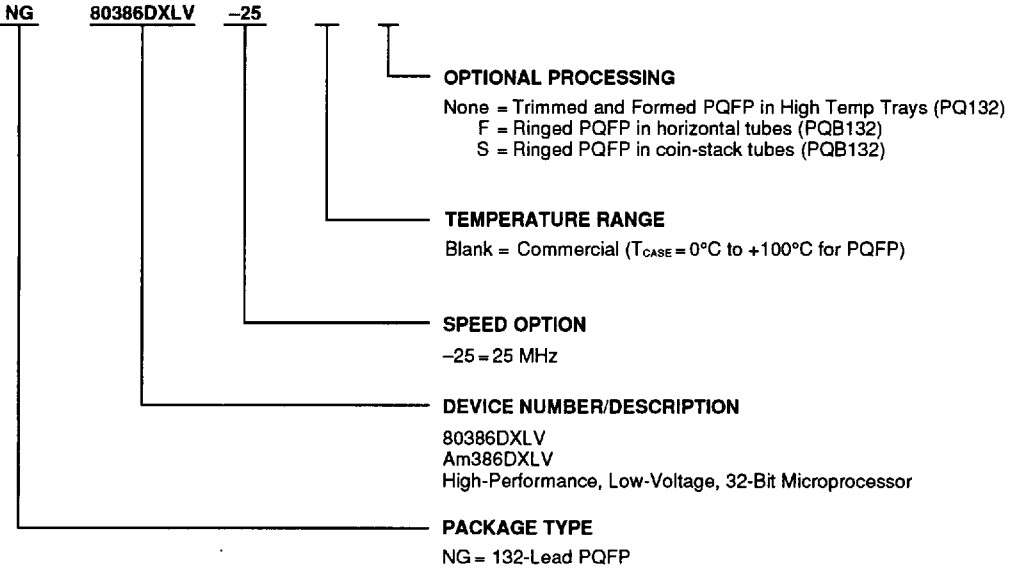 NG 80386DXLV –25
OPTIONAL PROCESSING
None = Trimmed and Formed PQFP in High Temp Trays (PQ132)
F = Ringed PQFP in horizontal tubes (PQB132)
S = Ringed PQFP in coin-stack tubes (PQB132)
TEMPERATURE RANGE
Blank = Commercial (TCASE = 0°C to +100°C for PQFP)
SPEED OPTION
–25 = 25 MHz
DEVICE NUMBER/DESCRIPTION
80386DXLV
Am386DXLV
High-Performance, Low-Voltage, 32-Bit Microprocessor
PACKAGE TYPE
NG = 132-Lead PQFP